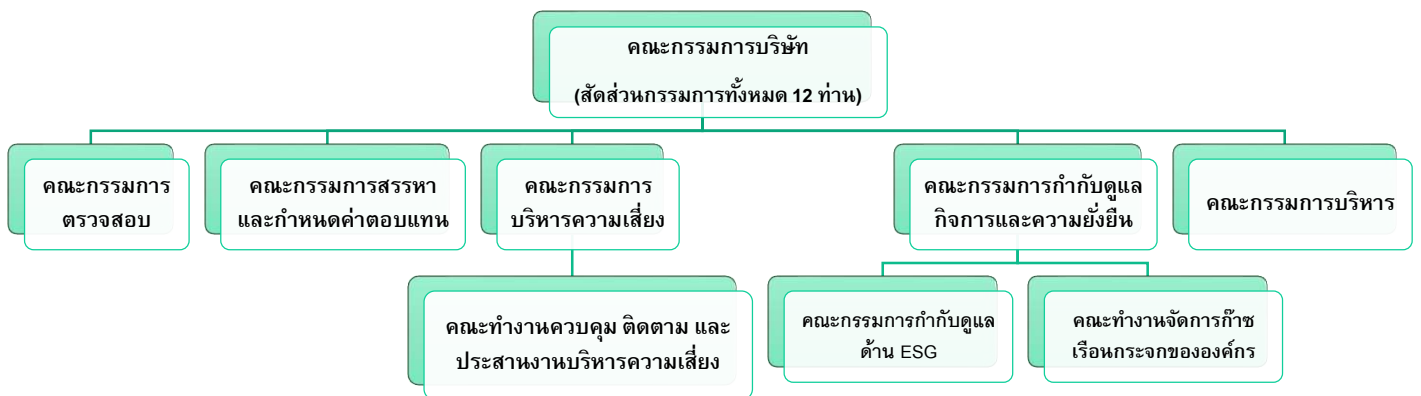 คณะกรรมการบริษัท
(สัดส่วนกรรมการทั้งหมด 12 ท่าน)
คณะกรรมการ
ตรวจสอบ
คณะกรรมการสรรหา
และกำหนดค่าตอบแทน
คณะกรรมการ
บริหารความเสี่ยง
คณะกรรมการกำกับดูแล
กิจการและความยั่งยืน
คณะกรรมการบริหาร
คณะทำงานควบคุม ติดตาม และ
ประสานงานบริหารความเสี่ยง
คณะกรรมการกำกับดูแล
ด้าน ESG
คณะทำงานจัดการก๊าซ
เรือนกระจกขององค์กร